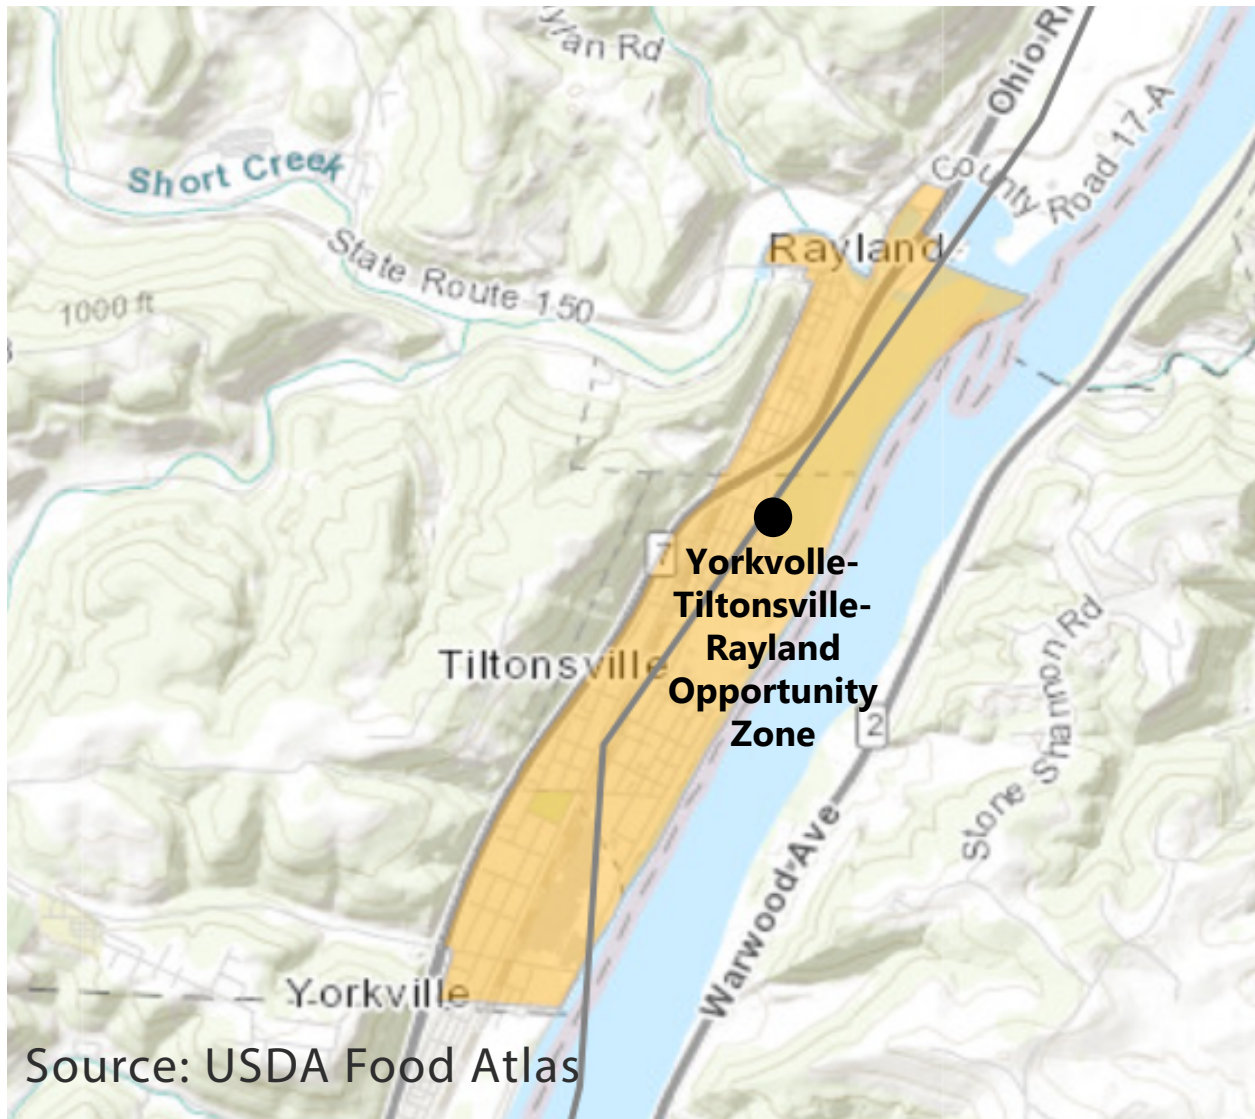 Ohio Ri
County Road 17-A
Short Creek
State Route 150
Rayland
1000 ft
7
Yorkvolle-
Tiltonsville-
Rayland
Opportunity
Zone
Tiltonsville
2
Stone Shannon Rd
Warwood Ave
Yorkville
Source: USDA Food Atlas